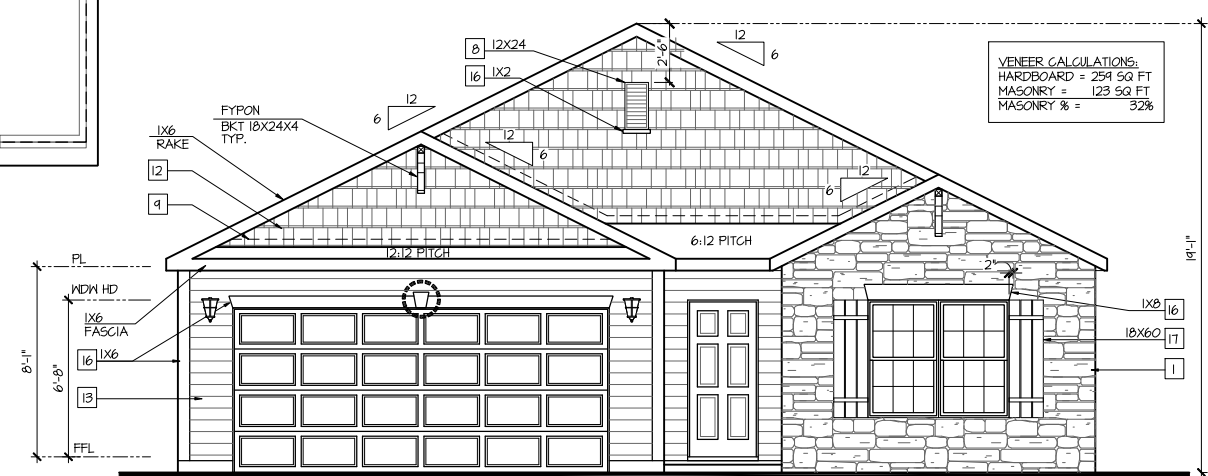 12
6
8 12X24
2'-6"
16 1X2
VENEER CALCULATIONS:
HARDBOARD = 259 SQ FT
MASONRY = 123 SQ FT
MASONRY % = 32%
12
6
FYPON
BKT 18X24X4
TYP.
1X6
RAKE
12
6
12
12
6
9
6:12 PITCH
12:12 PITCH
19'-1"
PL
2"
WDW HD
1X8 16
1X6
FASCIA
18X60 17
16 1X6
1
8'-1"
6'-8"
13
FFL